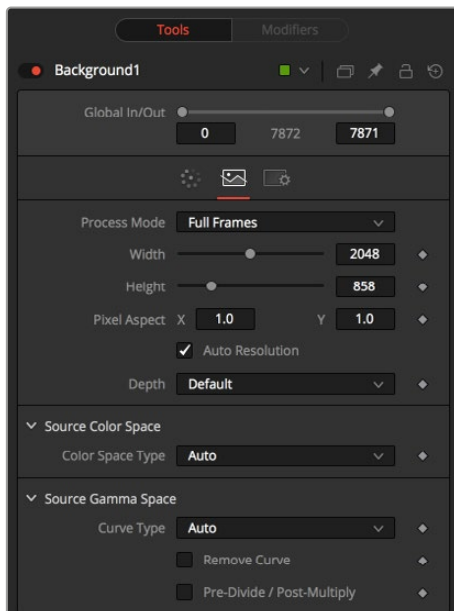 Tools Modifiers
Background1
Global In/Out
0 7872 7871
Process Mode Full Frames
Width 2048
Height 858
Pixel Aspect X 1.0 Y 1.0
Auto Resolution
Depth Default
Source Color Space
Color Space Type Auto
Source Gamma Space
Curve Type Auto
Remove Curve
Pre-Divide / Post-Multiply